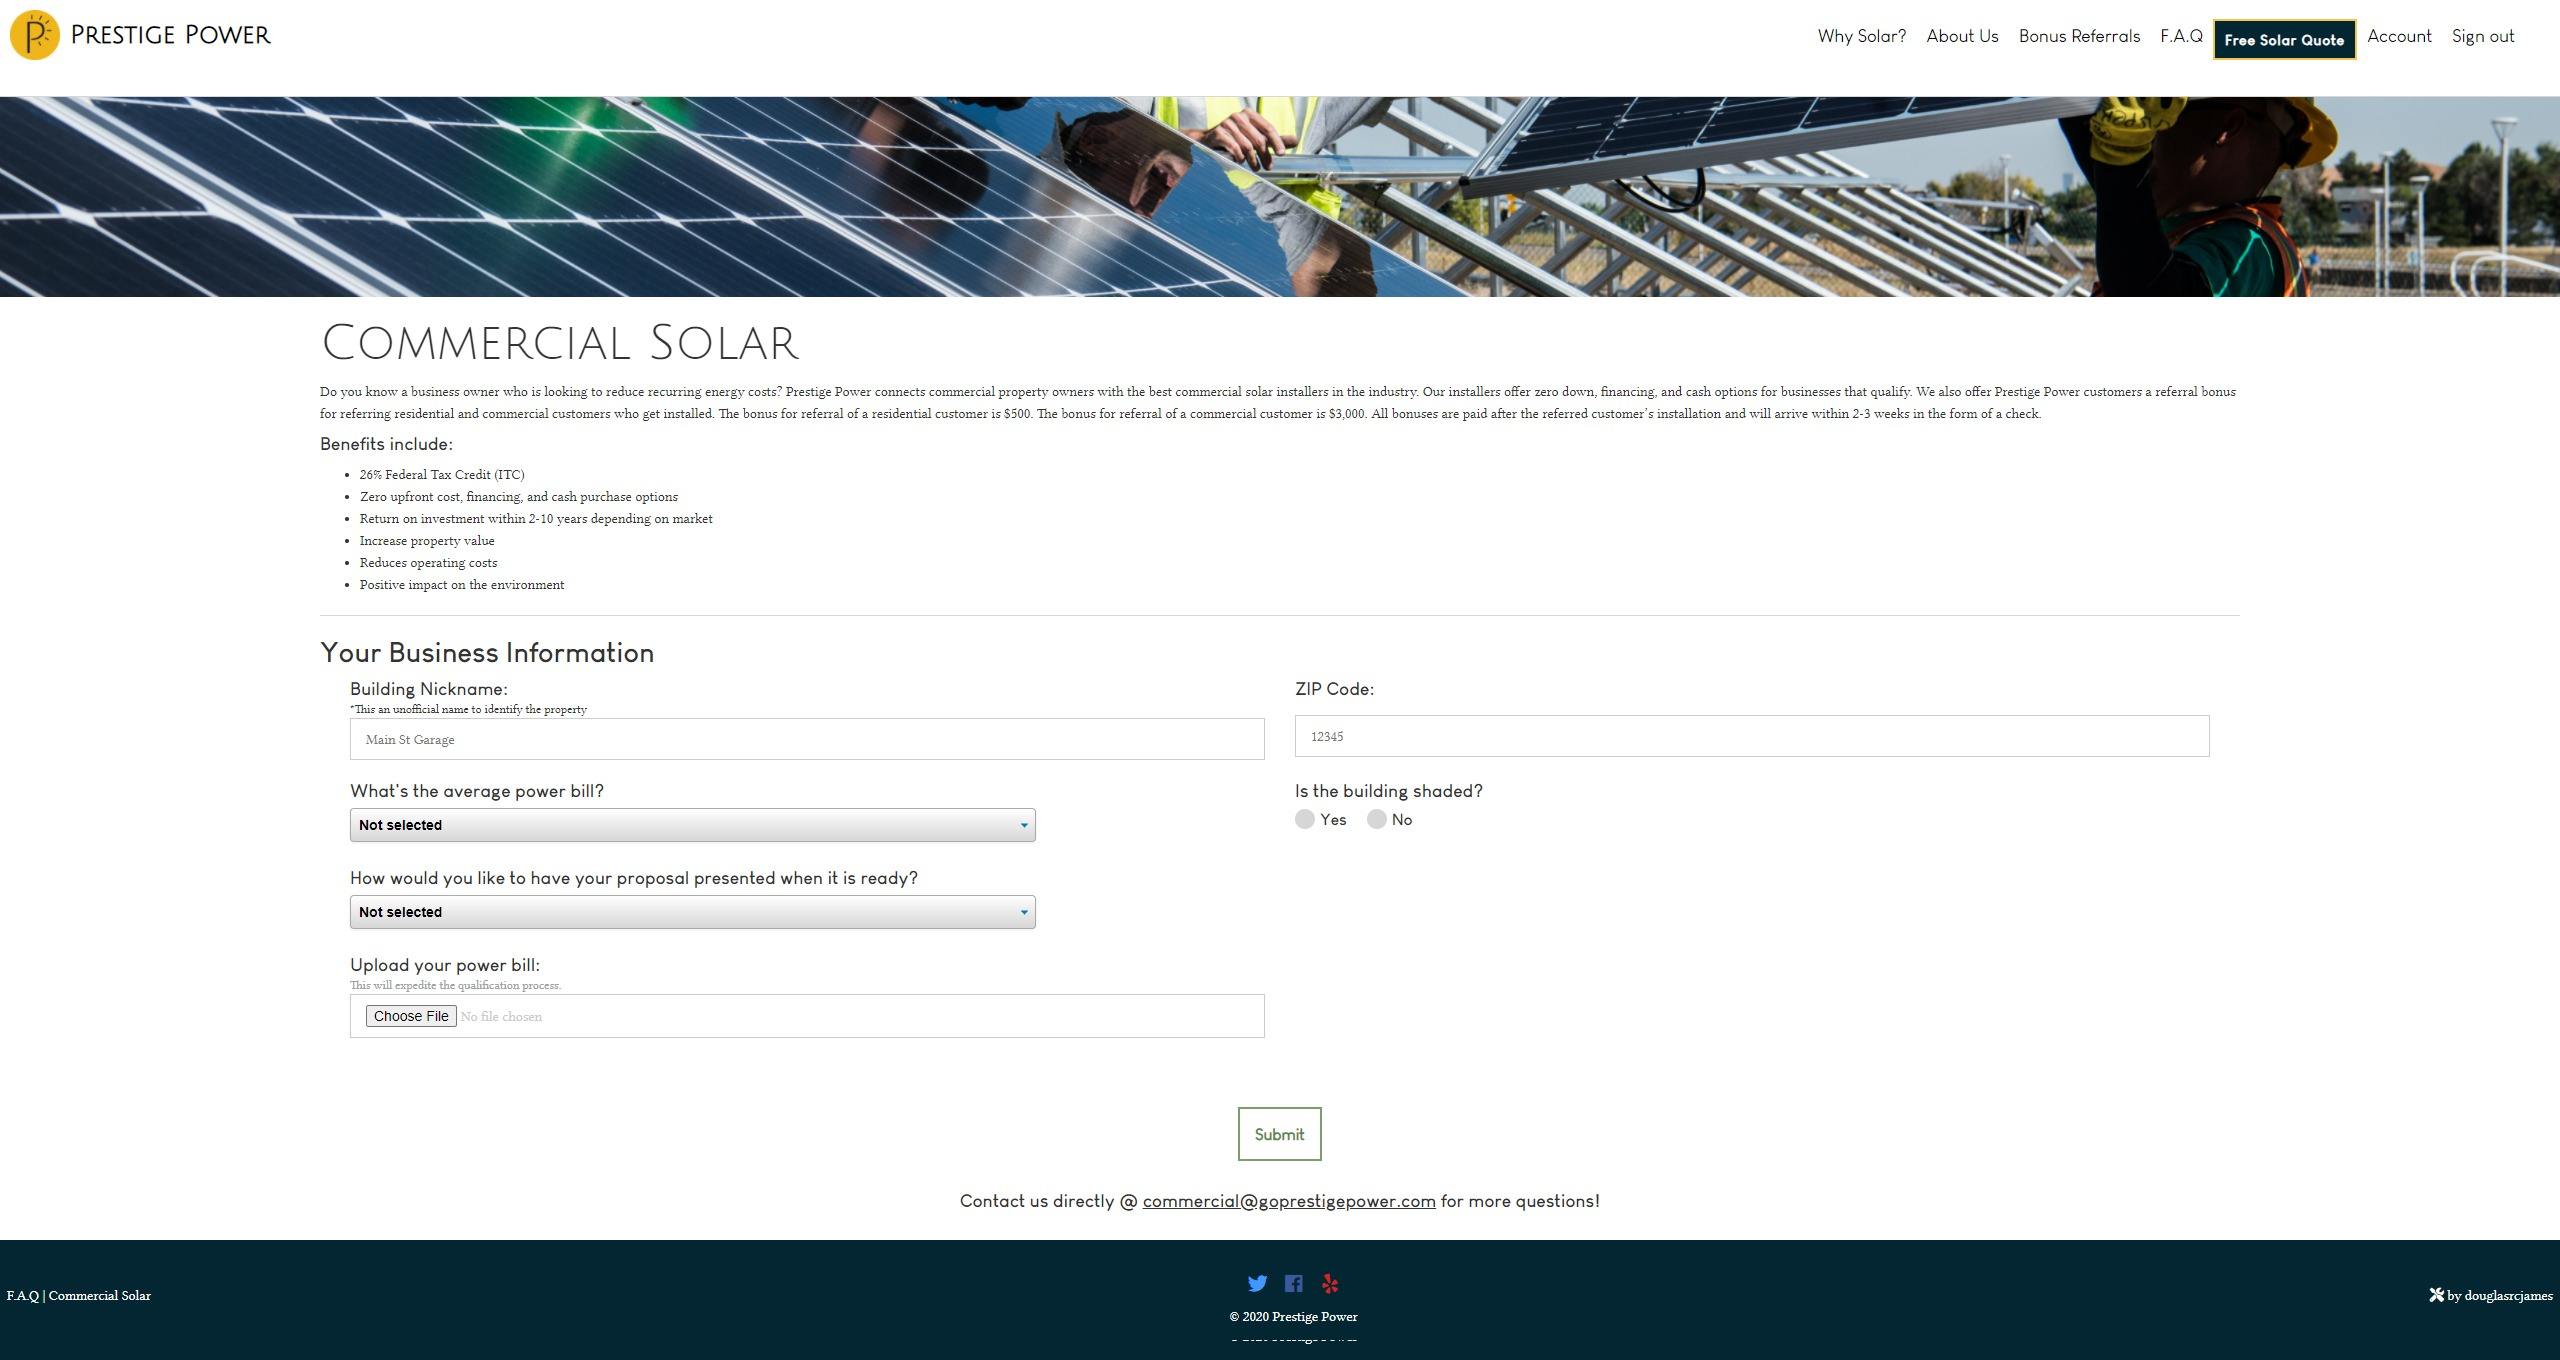 PRESTIGE POWER
Why Solar? About Us Bonus Referrals F.A.Q Free Solar Quote Account Sign out
COMMERCIAL SOLAR
Do you know a business owner who is looking to reduce recurring energy costs? Prestige Power connects commercial property owners with the best commercial solar installers in the industry. Our installers offer zero down, financing, and cash options for businesses that qualify. We also offer Prestige Power customers a referral bonus
for referring residential and commercial customers who get installed. The bonus for referral of a residential customer is $500. The bonus for referral of a commercial customer is $3,000. All bonuses are paid after the referred customer's installation and will arrive within 2-3 weeks in the form of a check.
Benefits include:
• 26% Federal Tax Credit (ITC)
• Zero upfront cost, financing, and cash purchase options
• Return on investment within 2-10 years depending on market
• Increase property value
• Reduces operating costs
• Positive impact on the environment
Your Business Information
Building Nickname:
*This an unofficial name to identify the property
Main St Garage
ZIP Code:
12345
What's the average power bill?
Not selected
Is the building shaded?
Yes No
How would you like to have your proposal presented when it is ready?
Not selected
Upload your power bill:
This will expedite the qualification process.
Choose File No file chosen
Submit
Contact us directly @ commercial@goprestigepower.com for more questions!
F.A.Q | Commercial Solar
© 2020 Prestige Power
by douglasrcjames